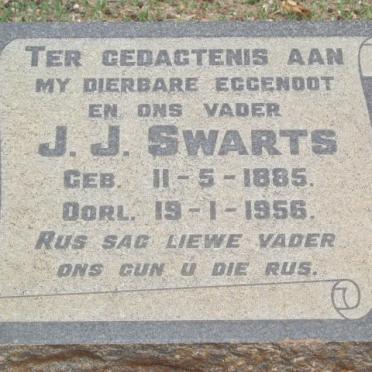 TER GEDAGTENIS AAN
MY DIERBARE EGGENOOT
EN ONS VADER
J. J. SWARTS
GEB. 11-5-1885.
OORL. 19-1-1956.
RUS SAG LIEWE VADER
ONS GUN U DIE RUS.